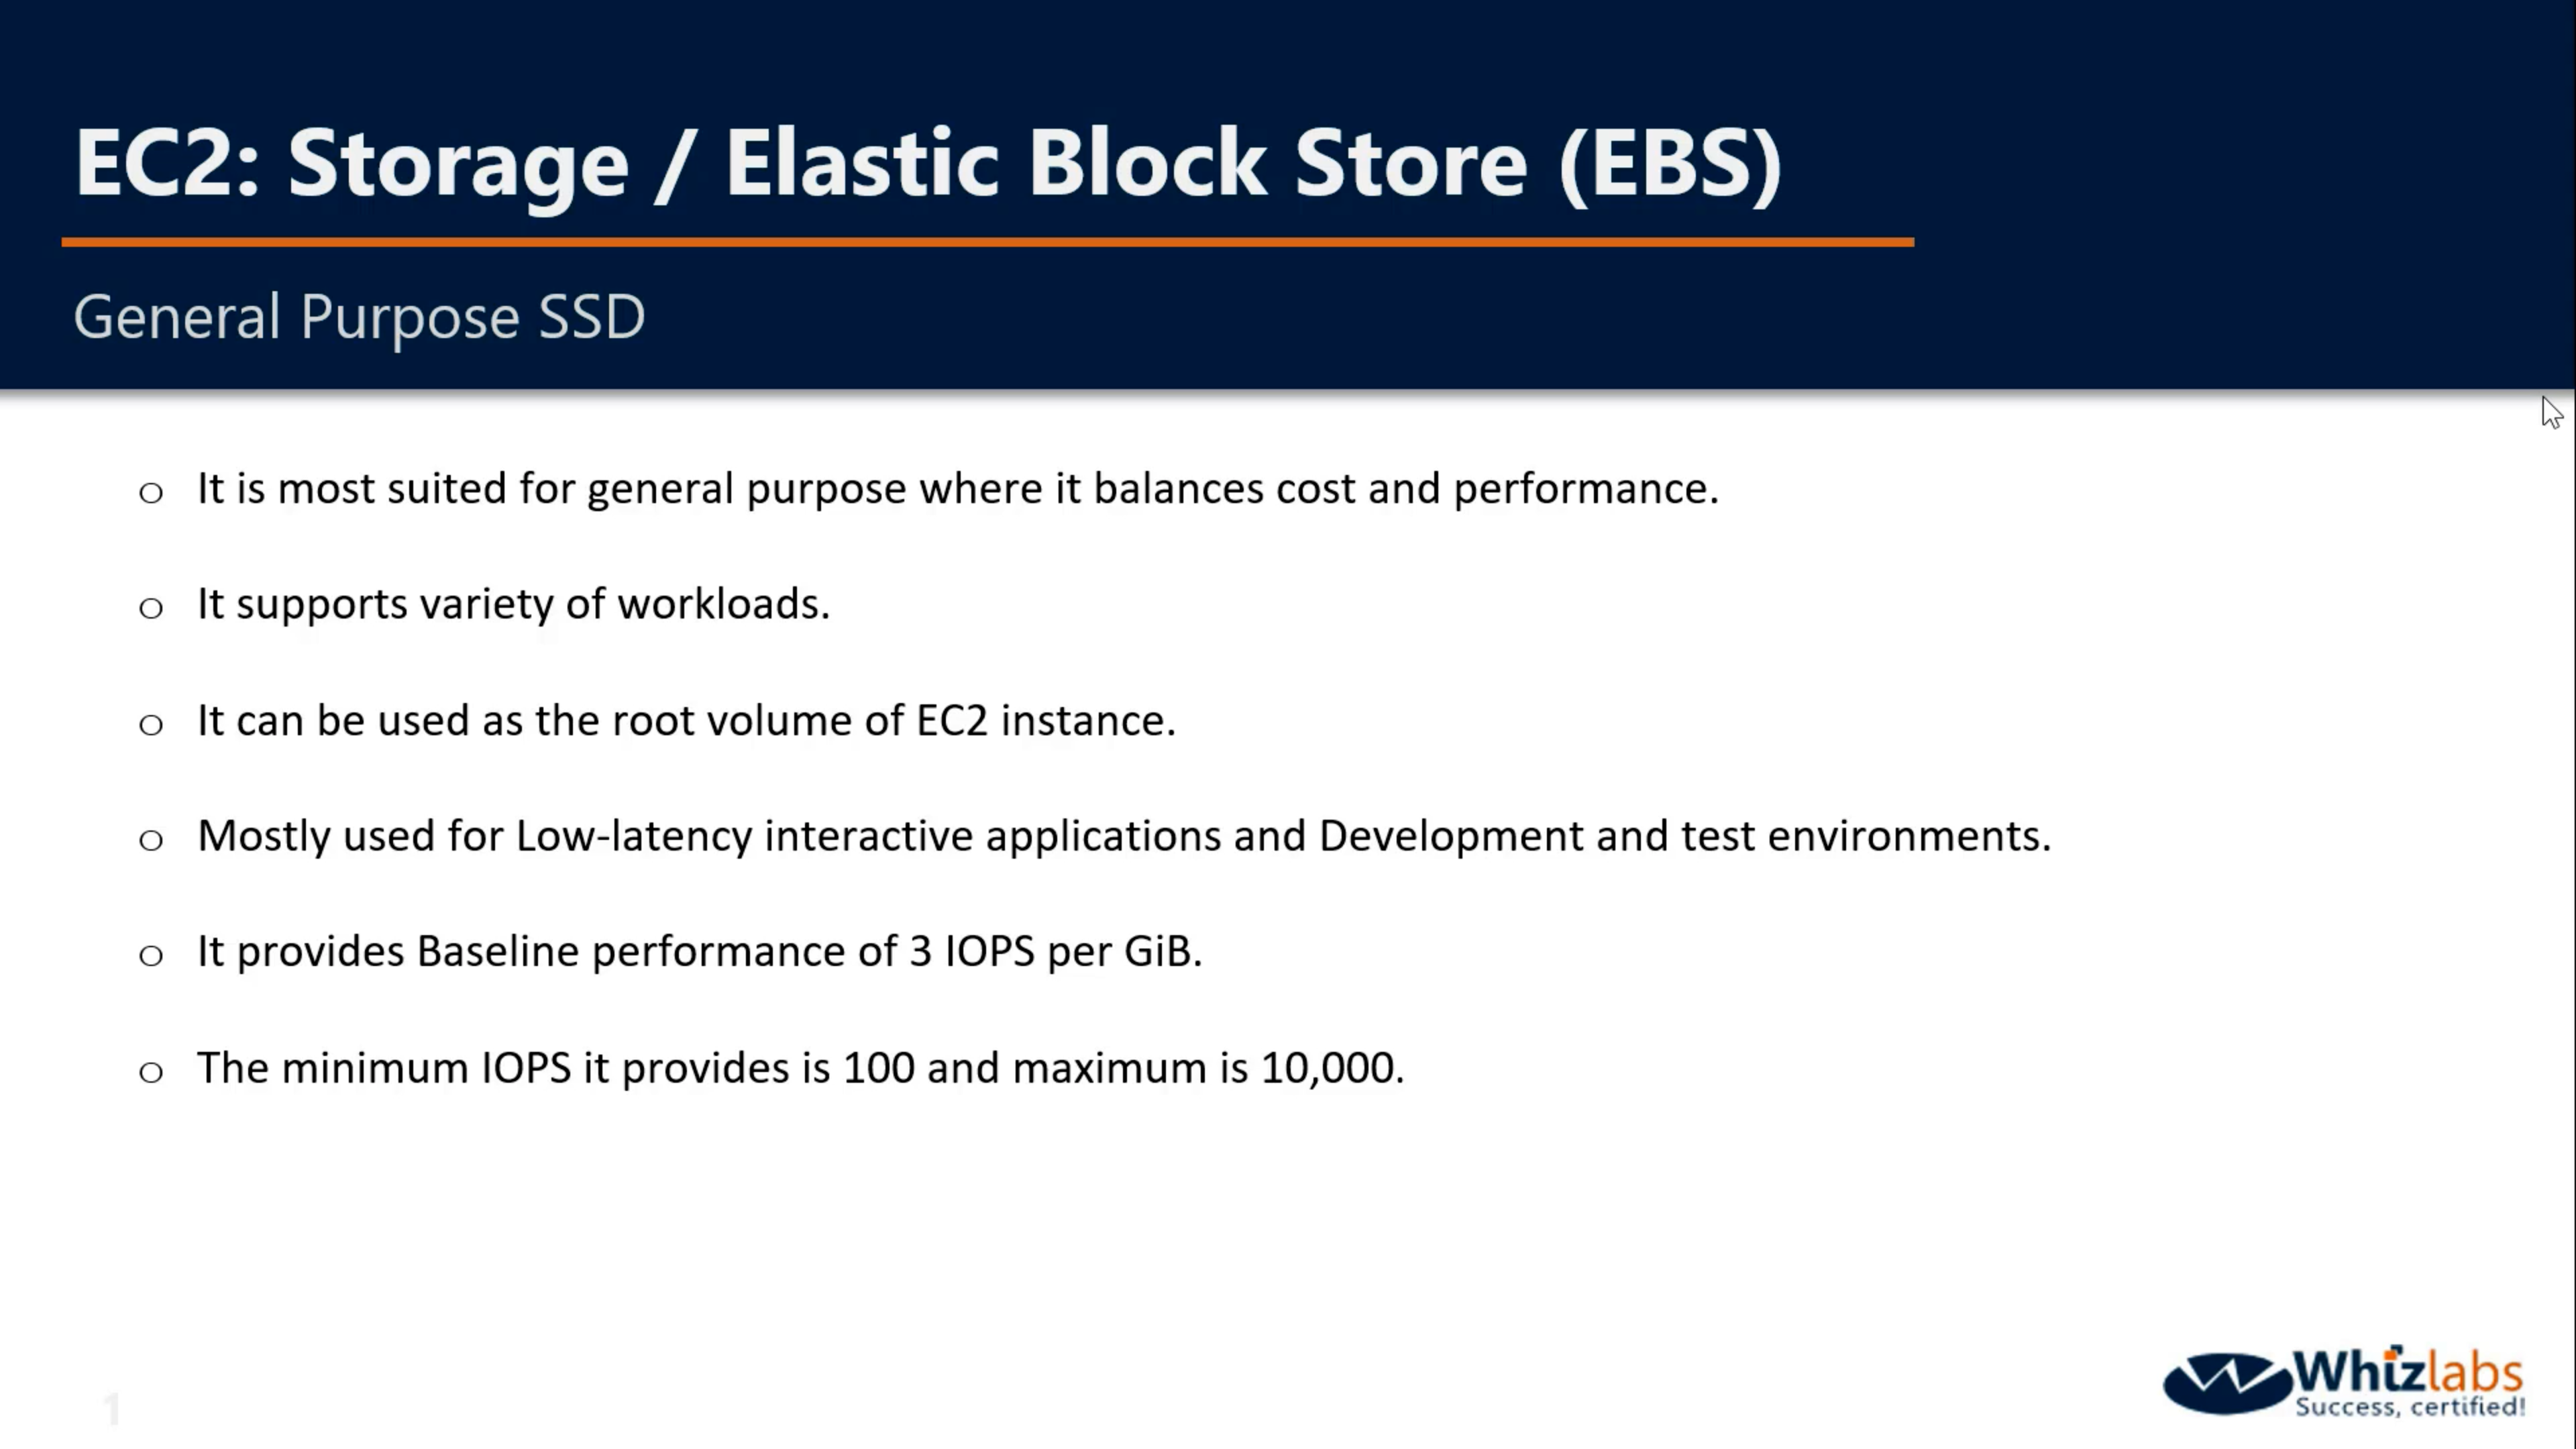 EC2: Storage / Elastic Block Store (EBS)
General Purpose SSD
o It is most suited for general purpose where it balances cost and performance.
o It supports variety of workloads.
o It can be used as the root volume of EC2 instance.
o Mostly used for Low-latency interactive applications and Development and test environments.
o It provides Baseline performance of 3 IOPS per GiB.
o The minimum IOPS it provides is 100 and maximum is 10,000.
1
Whizlabs
Success, certified!